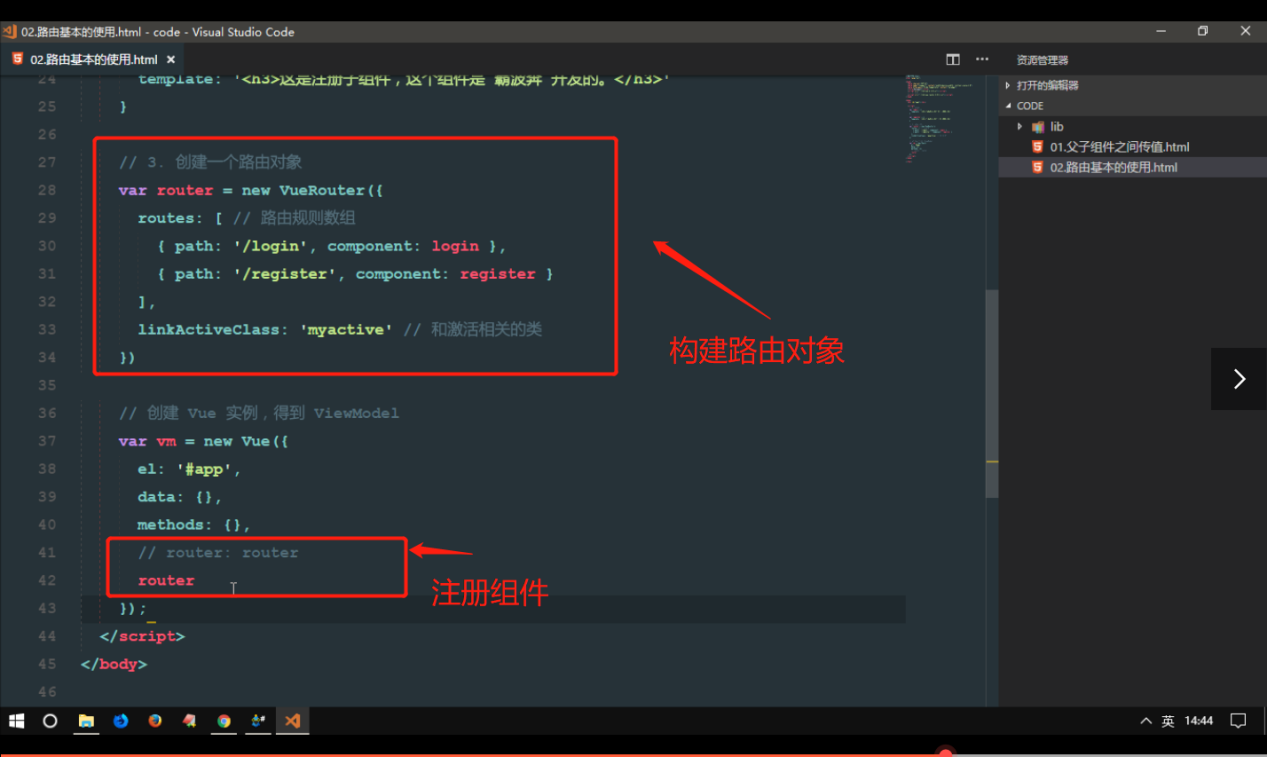 02.路由基本的使用.html - code - Visual Studio Code
02.路由基本的使用.html ×
资源管理器
打开的编辑器
CODE
lib
01.父子组件之间传值.html
02.路由基本的使用.html
24 template: '<h3>这是注册子组件，这个组件是 霸波奔 开发的。</h3>'
25 }
26
27 // 3. 创建一个路由对象
28 var router = new VueRouter({
29 routes: [ // 路由规则数组
30 { path: '/login', component: login },
31 { path: '/register', component: register }
32 ],
33 linkActiveClass: 'myactive' // 和激活相关的类
34 })
构建路由对象
35
36 // 创建 Vue 实例，得到 ViewModel
37 var vm = new Vue({
38 el: '#app',
39 data: {},
40 methods: {},
41 // router: router
42 router
注册组件
43 });
44 </script>
45 </body>
46
英 14:44